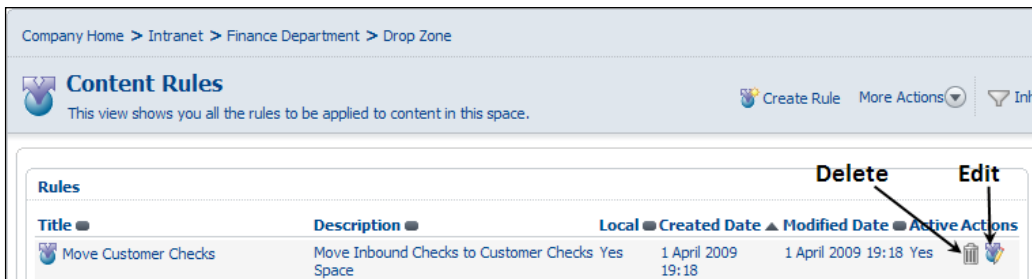 Company Home > Intranet > Finance Department > Drop Zone
Content Rules
This view shows you all the rules to be applied to content in this space.
Create Rule More Actions Inh
Delete Edit
Rules
Title Description Local Created Date Modified Date Active Actions
Move Customer Checks Move Inbound Checks to Customer Checks Yes 1 April 2009 1 April 2009 19:18 Yes
Space 19:18